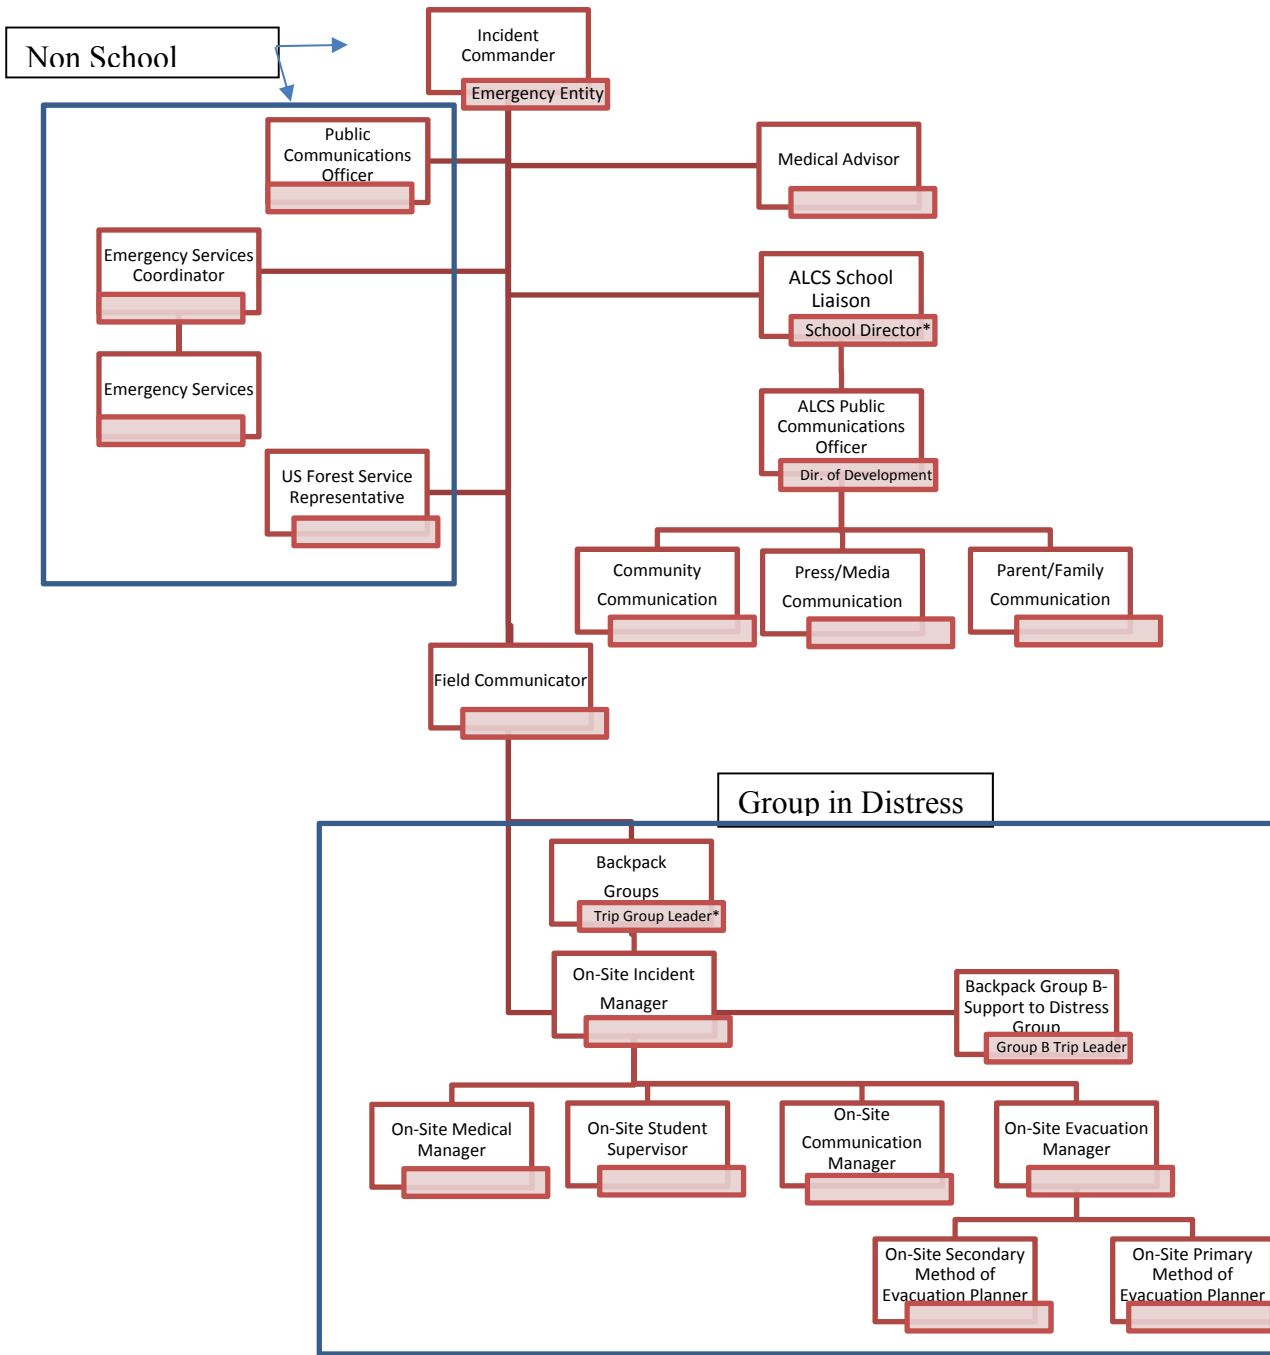 Incident
Commander
Emergency Entity
Non School
Public
Communications
Officer
Medical Advisor
Emergency Services
Coordinator
ALCS School
Liaison
School Director*
Emergency Services
ALCS Public
Communications
Officer
Dir. of Development
US Forest Service
Representative
Community
Communication
Press/Media
Communication
Parent/Family
Communication
Field Communicator
Group in Distress
Backpack
Groups
Trip Group Leader*
On-Site Incident
Manager
Backpack Group B-
Support to Distress
Group
Group B Trip Leader
On-Site Medical
Manager
On-Site Student
Supervisor
On-Site
Communication
Manager
On-Site Evacuation
Manager
On-Site Secondary
Method of
Evacuation Planner
On-Site Primary
Method of
Evacuation Planner